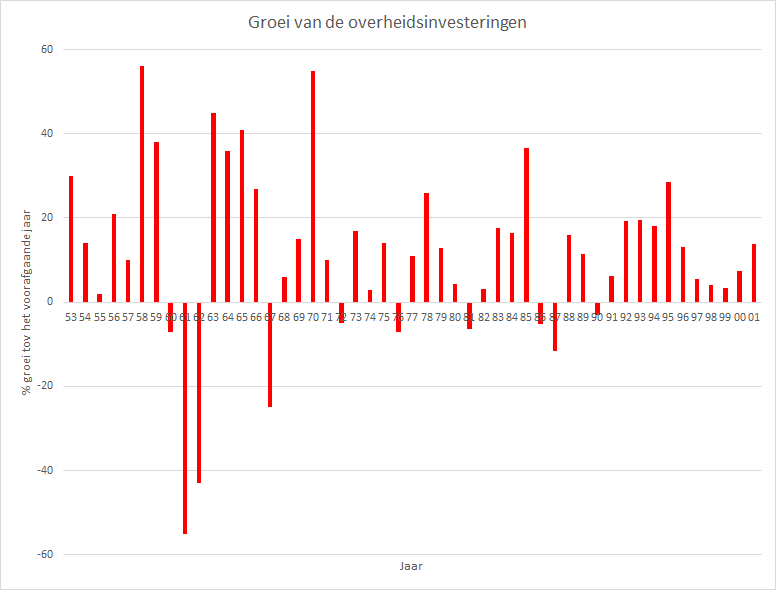 Groei van de overheidsinvesteringen
60
40
20
0
-20
-40
-60
% groei tov het voorafgaande jaar
53 54 55 56 57 58 59 60 61 62 63 64 65 66 67 68 69 70 71 72 73 74 75 76 77 78 79 80 81 82 83 84 85 86 87 88 89 90 91 92 93 94 95 96 97 98 99 00 01
Jaar